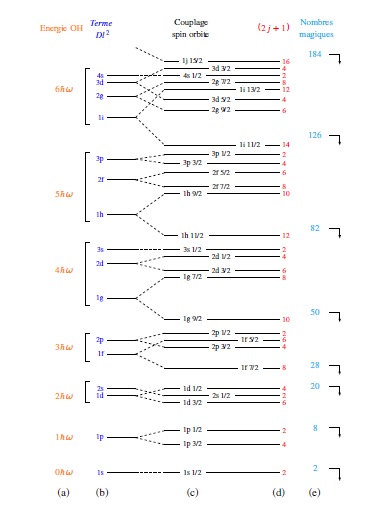 Energie OH Terme Couplage (2j+1) Nombres
Dl² spin orbite magiques
184
1j 15/2 16
3d 3/2 4
4s 4s 1/2 2
3d 2g 7/2 8
6ħω 1i 13/2 12
2g 3d 5/2 4
2g 9/2 6
1i
126
1i 11/2 14
3p 1/2 2
3p 3p 3/2 4
2f 5/2 6
2f
2f 7/2 8
5ħω 1h 9/2 10
1h
82
1h 11/2 12
3s 3s 1/2 2
2d 1/2 4
2d
4ħω 2d 3/2 6
1g 7/2 8
1g
50
1g 9/2 10
2p 1/2 2
2p 1f 5/2 6
3ħω 2p 3/2 4
1f
28
1f 7/2 8
20
2s 1d 1/2 4
2ħω 1d 2s 1/2 2
1d 3/2 6
8
1p 1/2 2
1ħω 1p
1p 3/2 4
2
0ħω 1s 1s 1/2 2
(a) (b) (c) (d) (e)